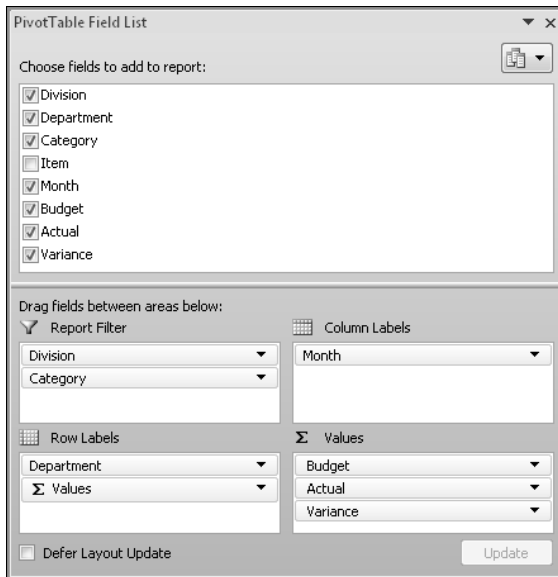 PivotTable Field List
Choose fields to add to report:
Division
Department
Category
Item
Month
Budget
Actual
Variance
Drag fields between areas below:
Report Filter
Column Labels
Division
Month
Category
Row Labels
Σ Values
Department
Budget
Σ Values
Actual
Variance
Defer Layout Update
Update